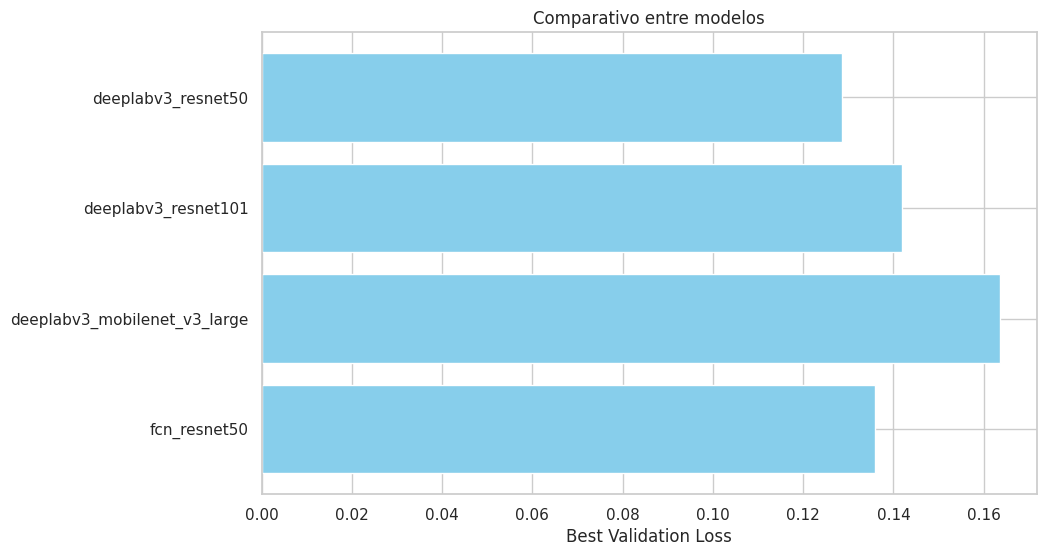 Comparativo entre modelos
deeplabv3_resnet50
deeplabv3_resnet101
deeplabv3_mobilenet_v3_large
fcn_resnet50
0.00 0.02 0.04 0.06 0.08 0.10 0.12 0.14 0.16
Best Validation Loss